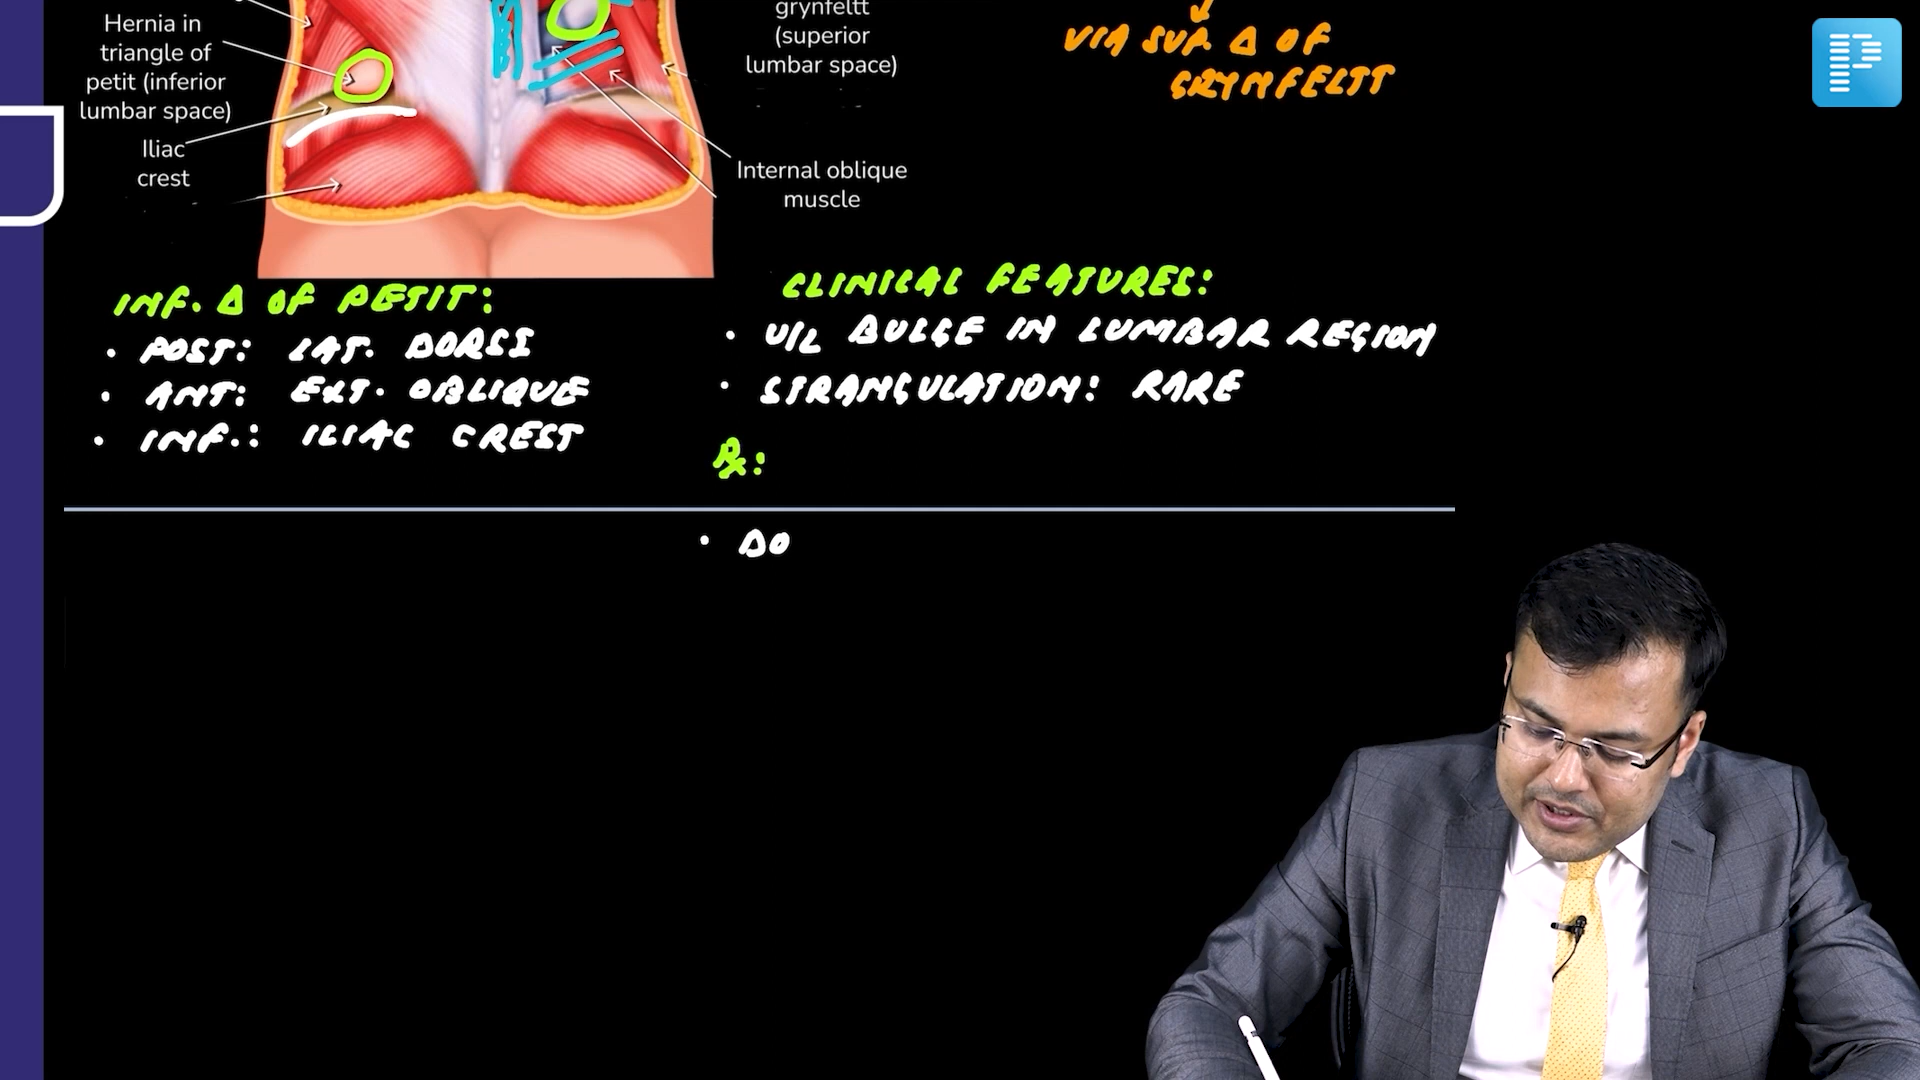 Hernia in
triangle of
petit (inferior
lumbar space)
Iliac
crest
grynfeltt
(superior
lumbar space)
Internal oblique
muscle
VIA SUP. Δ OF
GRYNFELTT
INF. Δ OF PETIT:
• POST: LAT. DORSI
• ANT: EXT. OBLIQUE
• INF.: ILIAC CREST
CLINICAL FEATURES:
• U/L BULGE IN LUMBAR REGION
• STRANGULATION: RARE
Rx:
• DO